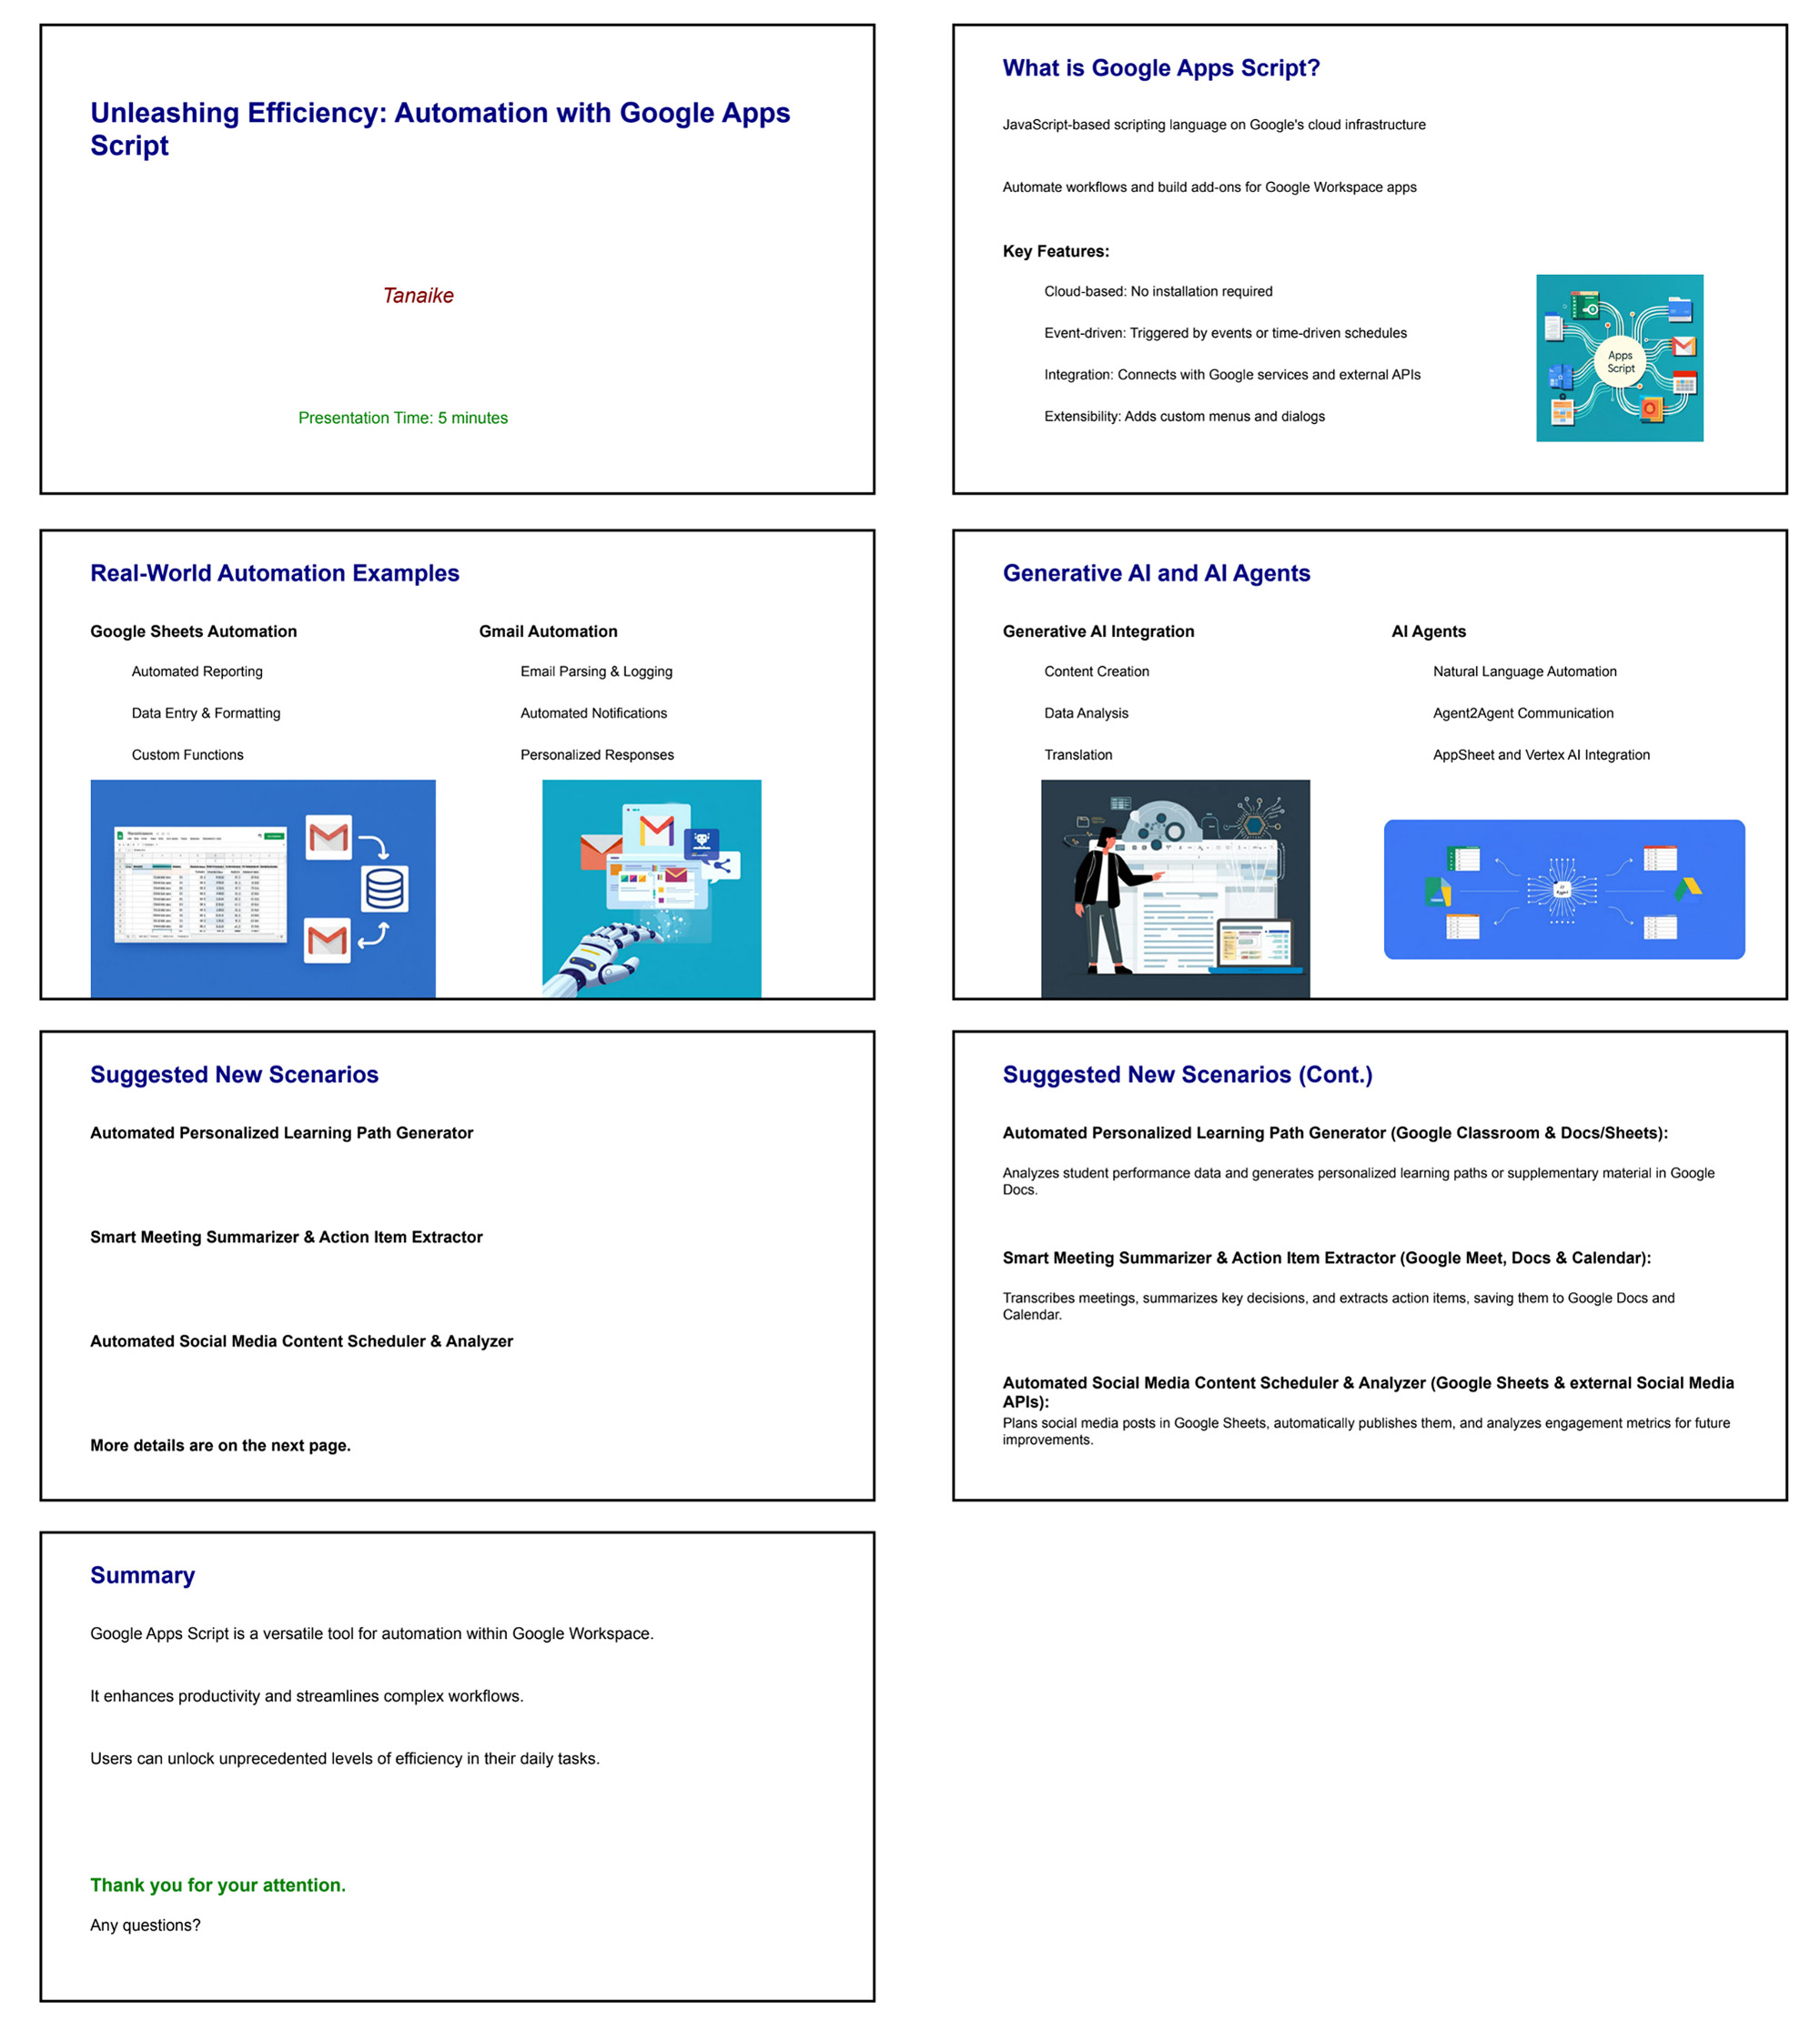 Unleashing Efficiency: Automation with Google Apps
Script
Tanaike
Presentation Time: 5 minutes
What is Google Apps Script?
JavaScript-based scripting language on Google's cloud infrastructure
Automate workflows and build add-ons for Google Workspace apps
Key Features:
Cloud-based: No installation required
Event-driven: Triggered by events or time-driven schedules
Integration: Connects with Google services and external APIs
Extensibility: Adds custom menus and dialogs
Apps
Script
Real-World Automation Examples
Google Sheets Automation
Automated Reporting
Data Entry & Formatting
Custom Functions
Gmail Automation
Email Parsing & Logging
Automated Notifications
Personalized Responses
Generative AI and AI Agents
Generative AI Integration
Content Creation
Data Analysis
Translation
AI Agents
Natural Language Automation
Agent2Agent Communication
AppSheet and Vertex AI Integration
AI
Agent
Suggested New Scenarios
Automated Personalized Learning Path Generator
Smart Meeting Summarizer & Action Item Extractor
Automated Social Media Content Scheduler & Analyzer
More details are on the next page.
Suggested New Scenarios (Cont.)
Automated Personalized Learning Path Generator (Google Classroom & Docs/Sheets):
Analyzes student performance data and generates personalized learning paths or supplementary material in Google
Docs.
Smart Meeting Summarizer & Action Item Extractor (Google Meet, Docs & Calendar):
Transcribes meetings, summarizes key decisions, and extracts action items, saving them to Google Docs and
Calendar.
Automated Social Media Content Scheduler & Analyzer (Google Sheets & external Social Media
APIs):
Plans social media posts in Google Sheets, automatically publishes them, and analyzes engagement metrics for future
improvements.
Summary
Google Apps Script is a versatile tool for automation within Google Workspace.
It enhances productivity and streamlines complex workflows.
Users can unlock unprecedented levels of efficiency in their daily tasks.
Thank you for your attention.
Any questions?